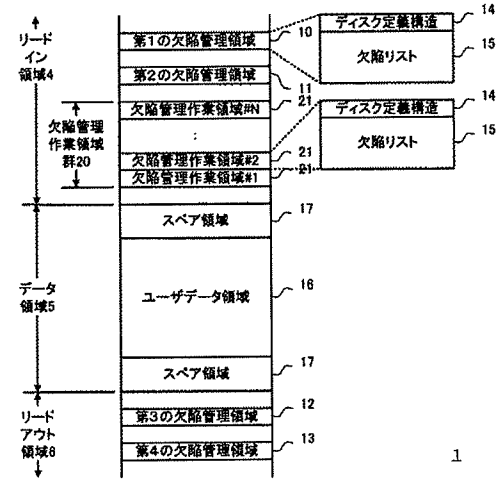 リード
イン
領域4
第1の欠陥管理領域
10
第2の欠陥管理領域
11
欠陥管理
作業領域
群20
欠陥管理作業領域#N
21
:
欠陥管理作業領域#2
21
欠陥管理作業領域#1
21
ディスク定義構造
14
欠陥リスト
15
ディスク定義構造
14
欠陥リスト
15
データ
領域5
スペア領域
17
ユーザデータ領域
16
スペア領域
17
リード
アウト
領域6
第3の欠陥管理領域
12
第4の欠陥管理領域
13
1